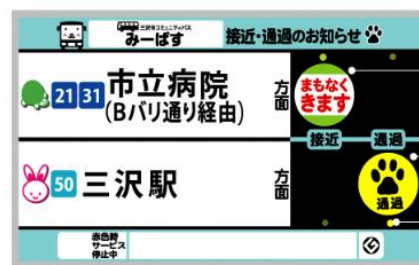 三沢市コミュニティバス
みーばす
接近・通過のお知らせ
21 31 市立病院 方面
(Bバリ通り経由)
まもなく
きます
接近 通過
50 三沢駅 方面
通過
赤色時
サービス
停止中